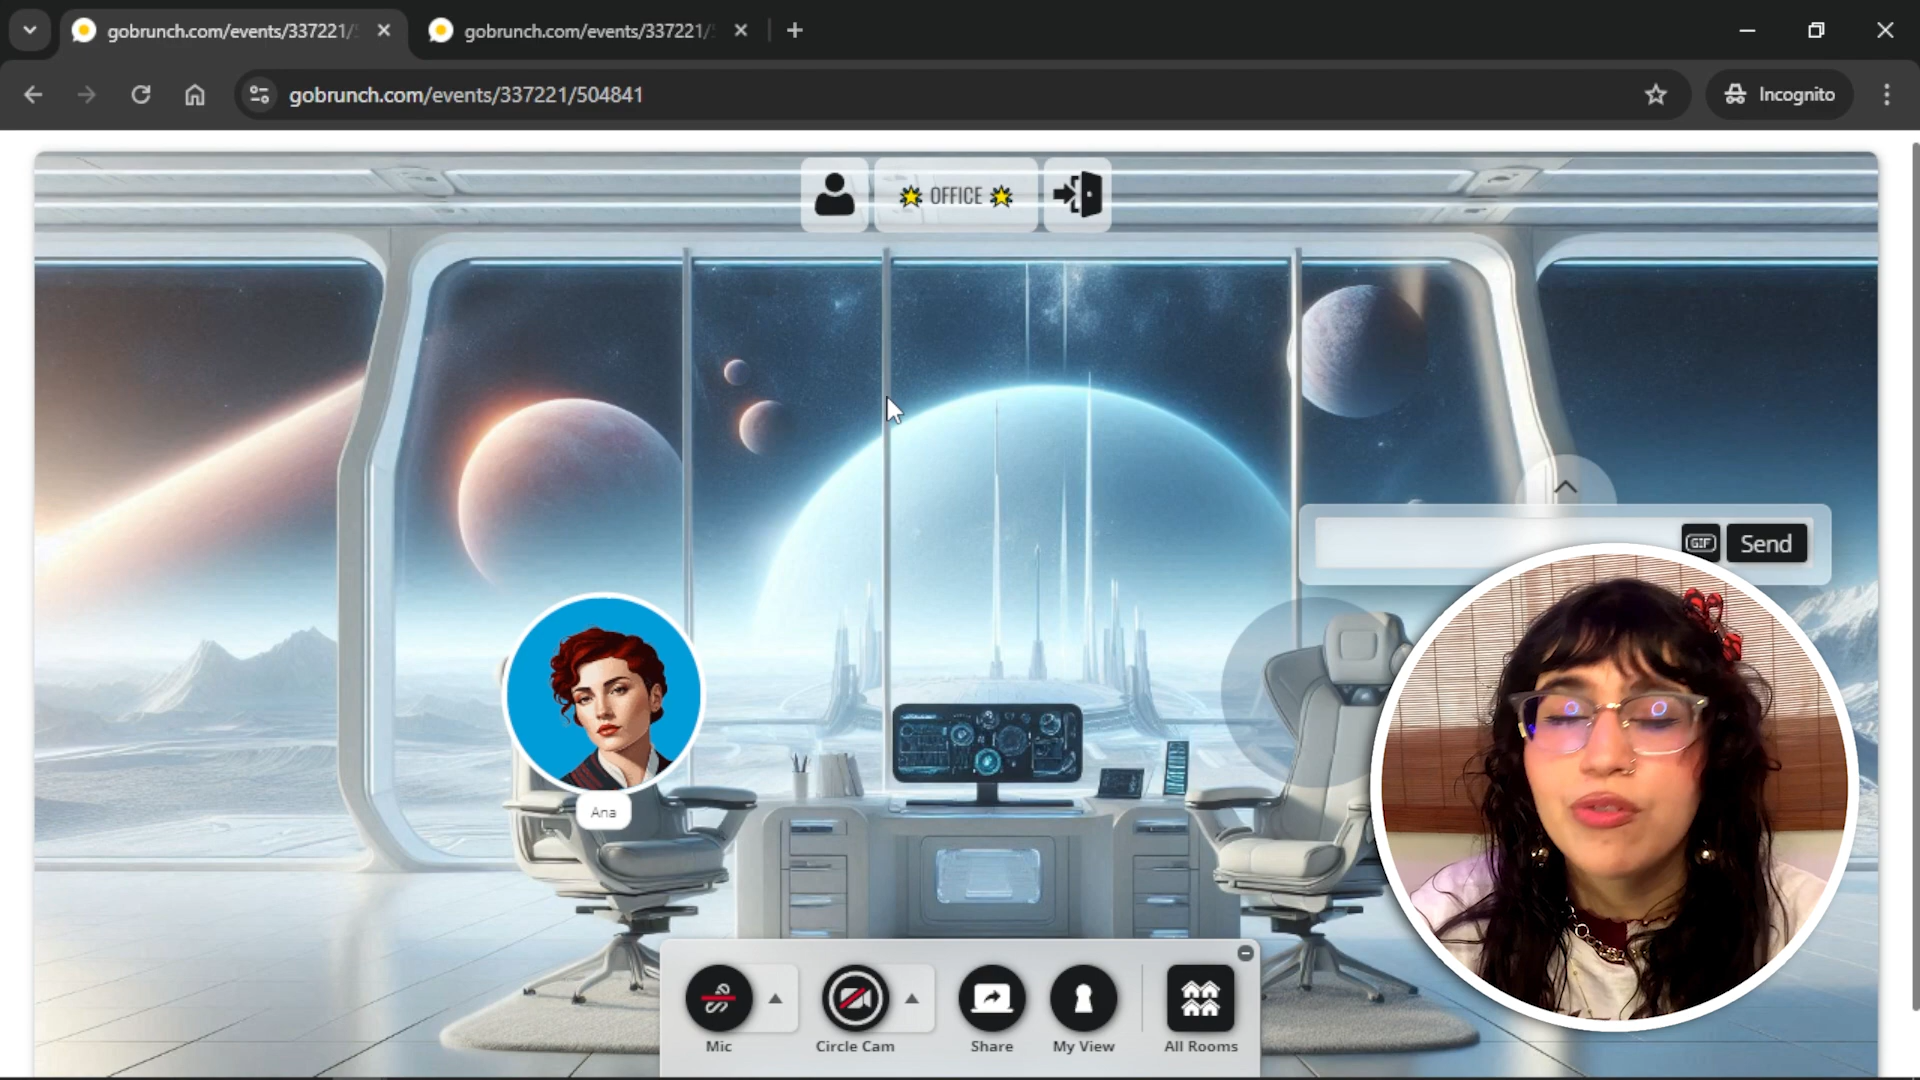 gobrunch.com/events/337221/
gobrunch.com/events/337221/
gobrunch.com/events/337221/504841
Incognito
OFFICE
GIF
Send
Ana
Mic
Circle Cam
Share
My View
All Rooms